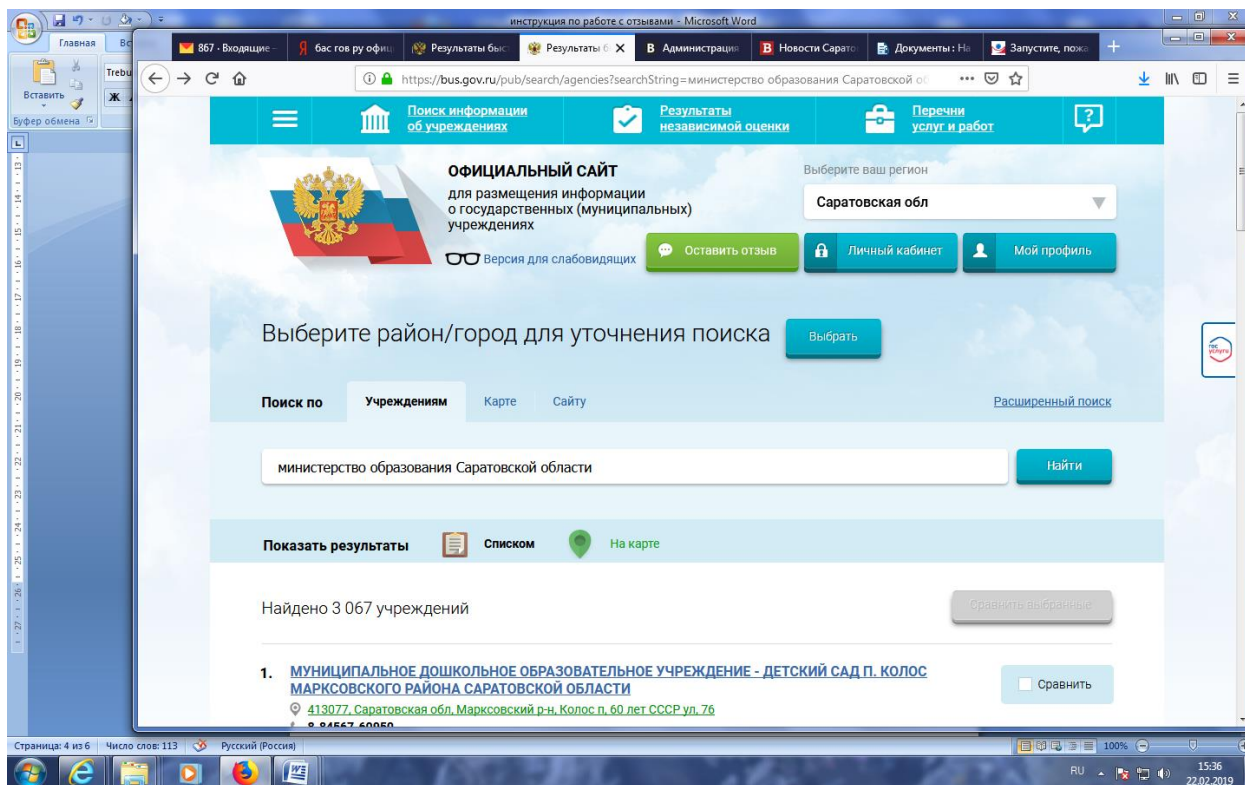 инструкция по работе с отзывами - Microsoft Word
Главная
Вставить
Trebu
Ж
Буфер обмена
867 · Входящие –
бас гов ру офиц
Результаты быс
Результаты б
Администрация
Новости Сарато
Документы : На
Запустите, пожа
https://bus.gov.ru/pub/search/agencies?searchString=министерство образования Саратовской об
Поиск информации
об учреждениях
Результаты
независимой оценки
Перечни
услуг и работ
ОФИЦИАЛЬНЫЙ САЙТ
для размещения информации
о государственных (муниципальных)
учреждениях
Версия для слабовидящих
Выберите ваш регион
Саратовская обл
Оставить отзыв
Личный кабинет
Мой профиль
Выберите район/город для уточнения поиска
Выбрать
гос
услуги
Поиск по
Учреждениям
Карте
Сайту
Расширенный поиск
министерство образования Саратовской области
Найти
Показать результаты
Списком
На карте
Найдено 3 067 учреждений
Сравнить выбранные
1. МУНИЦИПАЛЬНОЕ ДОШКОЛЬНОЕ ОБРАЗОВАТЕЛЬНОЕ УЧРЕЖДЕНИЕ - ДЕТСКИЙ САД П. КОЛОС
МАРКСОВСКОГО РАЙОНА САРАТОВСКОЙ ОБЛАСТИ
413077, Саратовская обл, Марксовский р-н, Колос п, 60 лет СССР ул, 76
Сравнить
Страница: 4 из 6
Число слов: 113
Русский (Россия)
100%
RU
15:36
22.02.2019